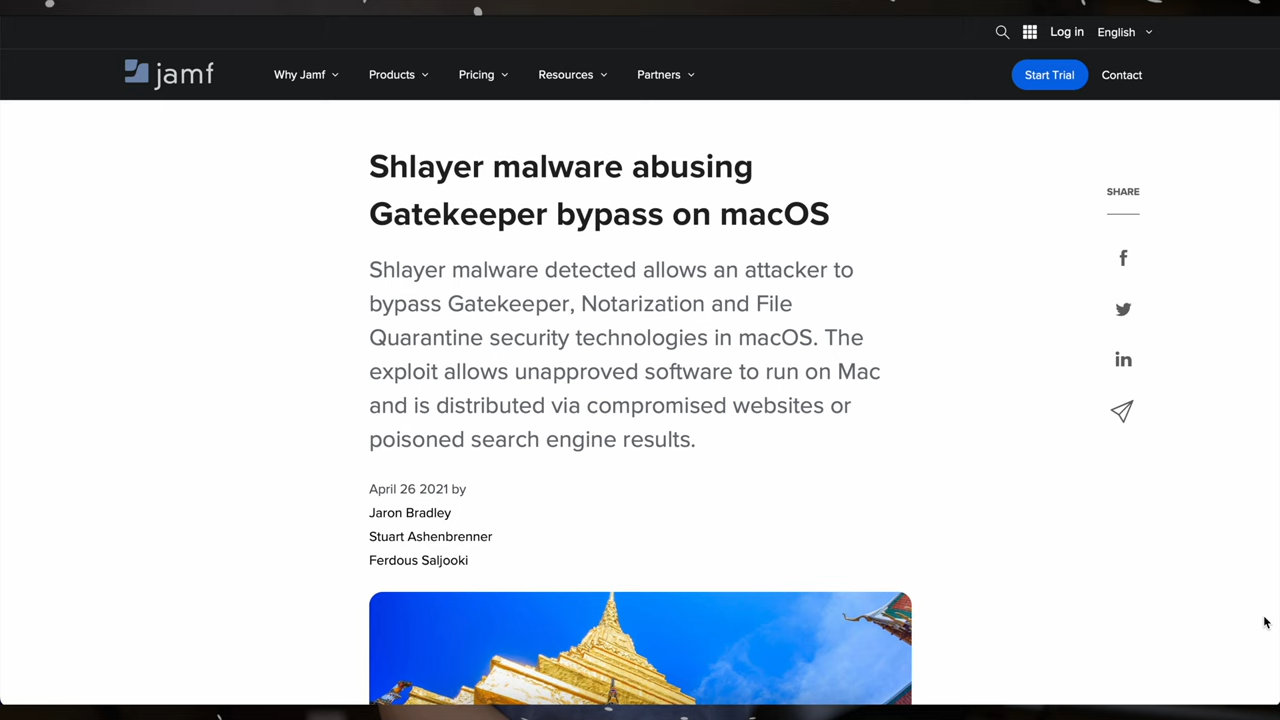 Log in English
jamf Why Jamf Products Pricing Resources Partners Start Trial Contact
Shlayer malware abusing
Gatekeeper bypass on macOS
SHARE
Shlayer malware detected allows an attacker to
bypass Gatekeeper, Notarization and File
Quarantine security technologies in macOS. The
exploit allows unapproved software to run on Mac
and is distributed via compromised websites or
poisoned search engine results.
April 26 2021 by
Jaron Bradley
Stuart Ashenbrenner
Ferdous Saljooki